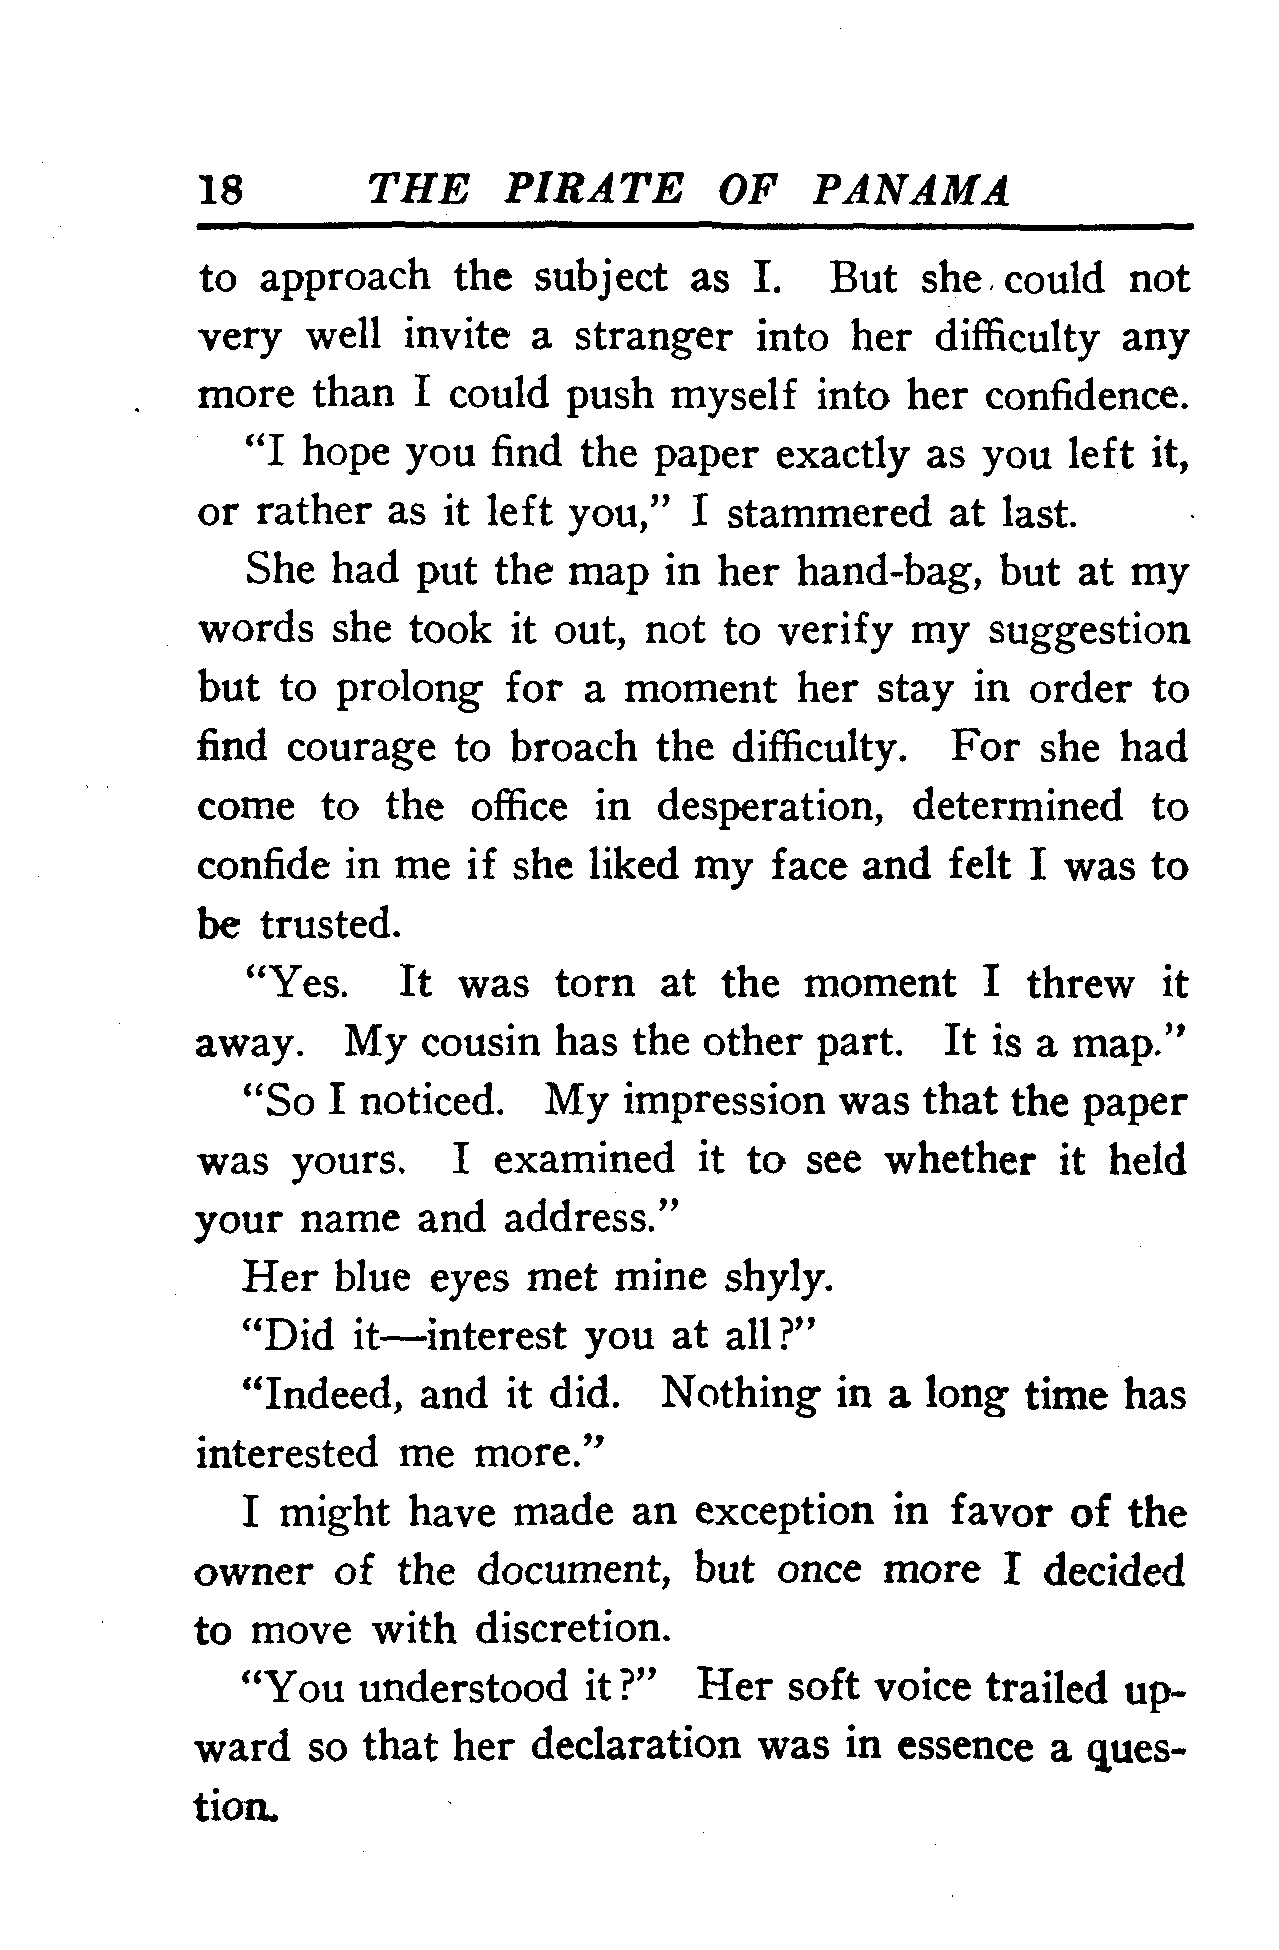 18 THE PIRATE OF PANAMA
to approach the subject as I. But she could not
very well invite a stranger into her difficulty any
more than I could push myself into her confidence.
“I hope you find the paper exactly as you left it,
or rather as it left you,” I stammered at last.
She had put the map in her hand-bag, but at my
words she took it out, not to verify my suggestion
but to prolong for a moment her stay in order to
find courage to broach the difficulty. For she had
come to the office in desperation, determined to
confide in me if she liked my face and felt I was to
be trusted.
“Yes. It was torn at the moment I threw it
away. My cousin has the other part. It is a map.”
“So I noticed. My impression was that the paper
was yours. I examined it to see whether it held
your name and address.”
Her blue eyes met mine shyly.
“Did it—interest you at all?”
“Indeed, and it did. Nothing in a long time has
interested me more.”
I might have made an exception in favor of the
owner of the document, but once more I decided
to move with discretion.
“You understood it?” Her soft voice trailed up-
ward so that her declaration was in essence a ques-
tion.